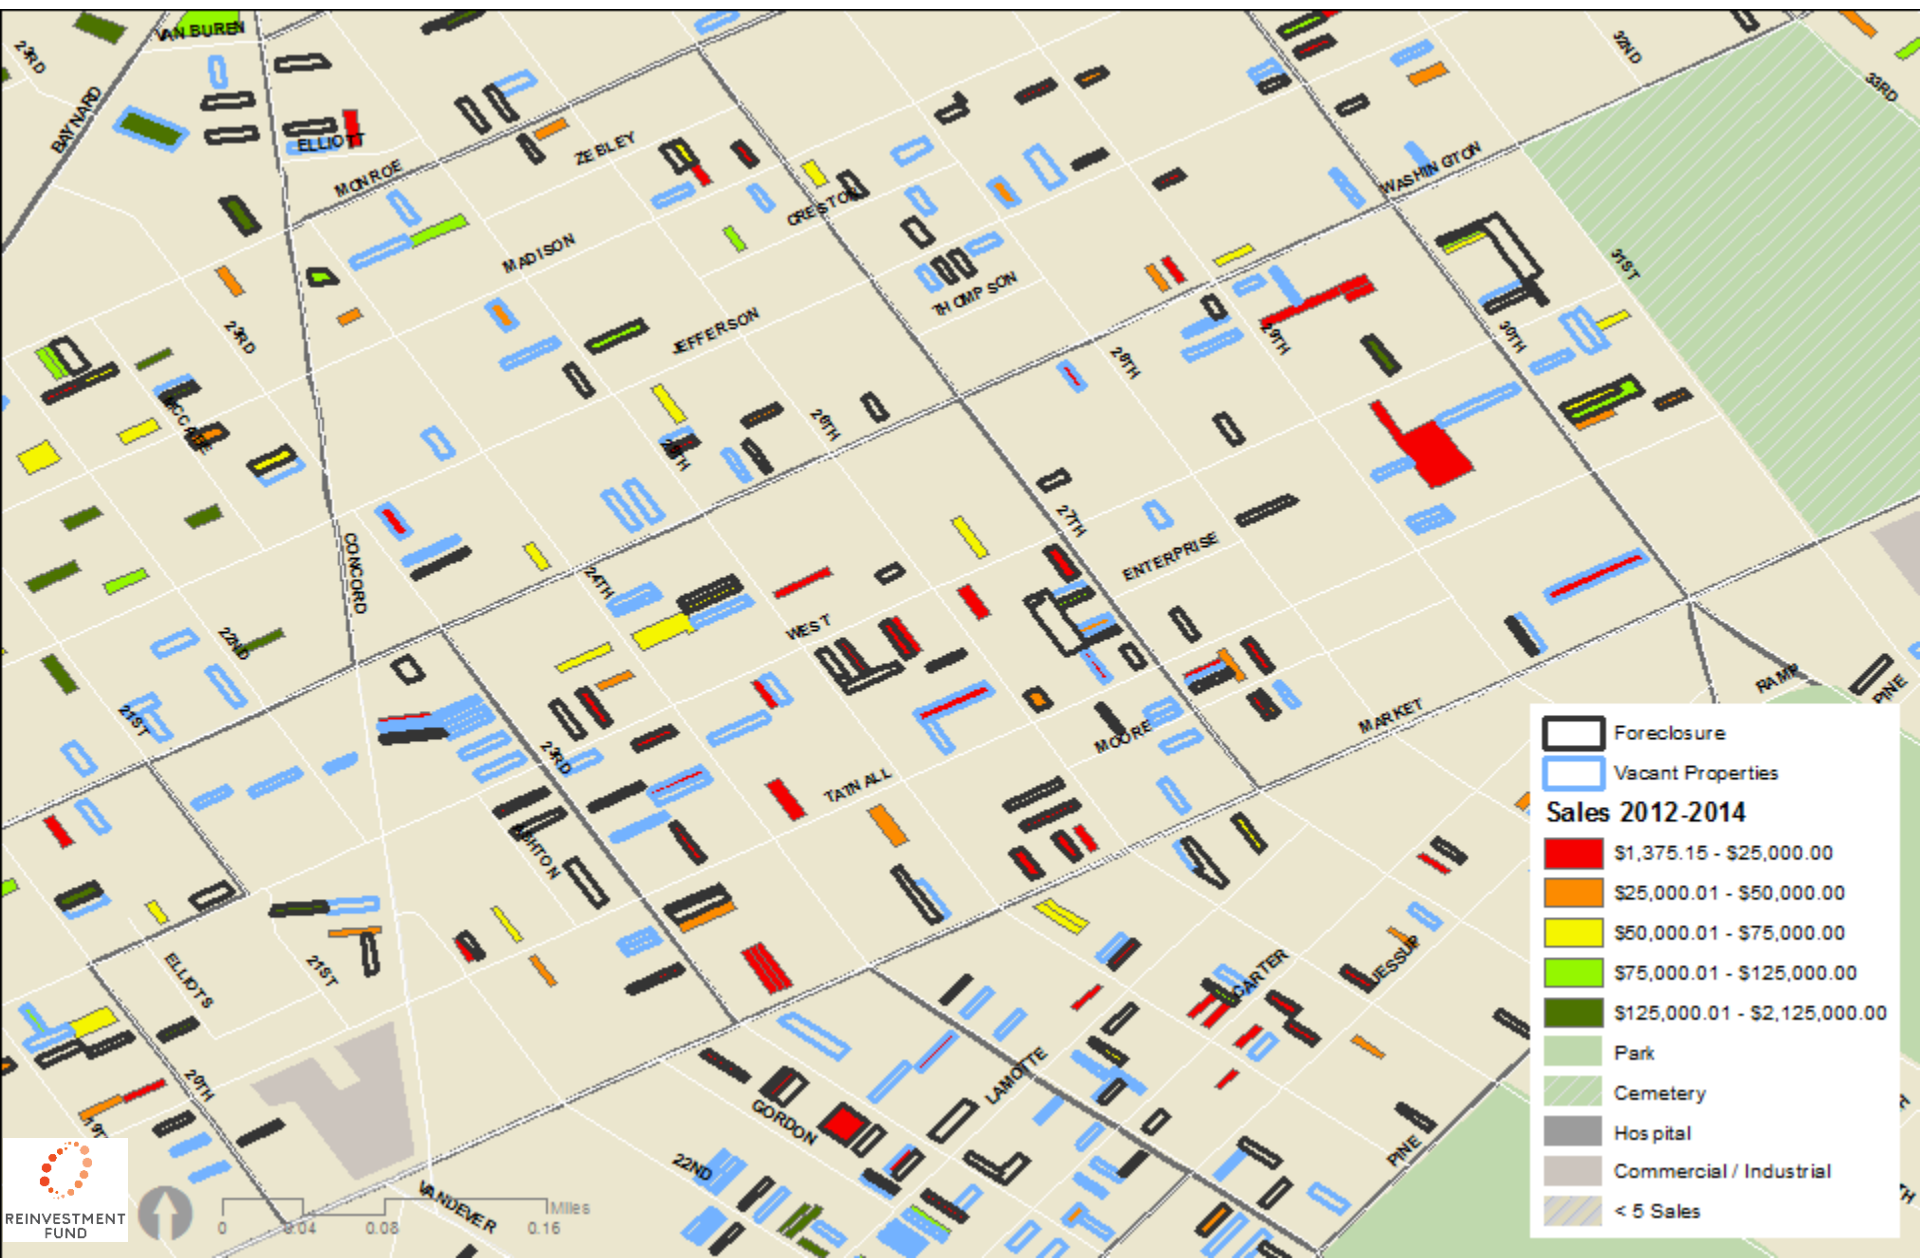 VAN BUREN
23RD
BAYNARD
ELLIOTT
MONROE
ZEBLEY
32ND
33RD
WASHINGTON
CRESTON
MADISON
THOMPSON
31ST
JEFFERSON
23RD
28TH
29TH
30TH
MCCABE
25TH
26TH
27TH
CONCORD
24TH
ENTERPRISE
WEST
22ND
21ST
23RD
MOORE
MARKET
RAMP
PINE
TATNALL
ASHTON
ELLIOTS
21ST
CARTER
JESSUP
20TH
19TH
LAMOTTE
GORDON
PINE
22ND
VANDEVER
Foreclosure
Vacant Properties
Sales 2012-2014
$1,375.15 - $25,000.00
$25,000.01 - $50,000.00
$50,000.01 - $75,000.00
$75,000.01 - $125,000.00
$125,000.01 - $2,125,000.00
Park
Cemetery
Hospital
Commercial / Industrial
< 5 Sales
REINVESTMENT
FUND
Miles
0 0.04 0.08 0.16